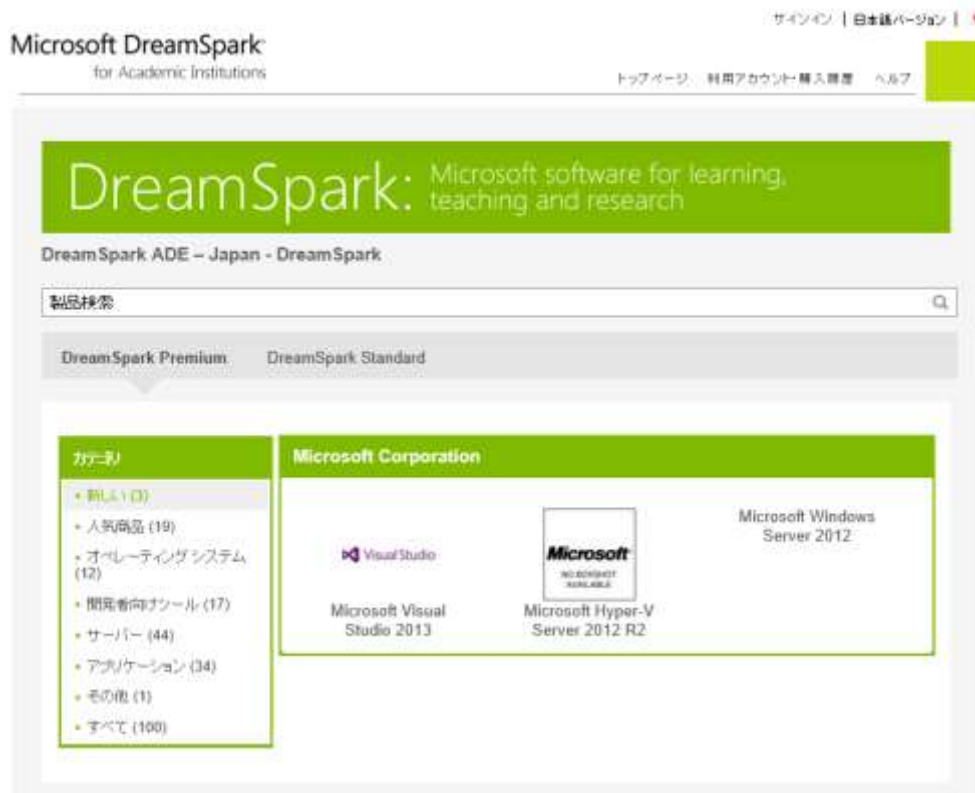 サインイン | 日本語バージョン |
Microsoft DreamSpark
for Academic Institutions
トップページ 利用アカウント・購入履歴 ヘルプ
DreamSpark: Microsoft software for learning,
teaching and research
DreamSpark ADE – Japan - DreamSpark
製品検索
DreamSpark Premium DreamSpark Standard
カテゴリ
• 新しい (3)
• 人気商品 (19)
• オペレーティング システム
(12)
• 開発者向けツール (17)
• サーバー (44)
• アプリケーション (34)
• その他 (1)
• すべて (100)
Microsoft Corporation
Visual Studio
Microsoft Visual
Studio 2013
Microsoft
NO BOXSHOT
AVAILABLE
Microsoft Hyper-V
Server 2012 R2
Microsoft Windows
Server 2012